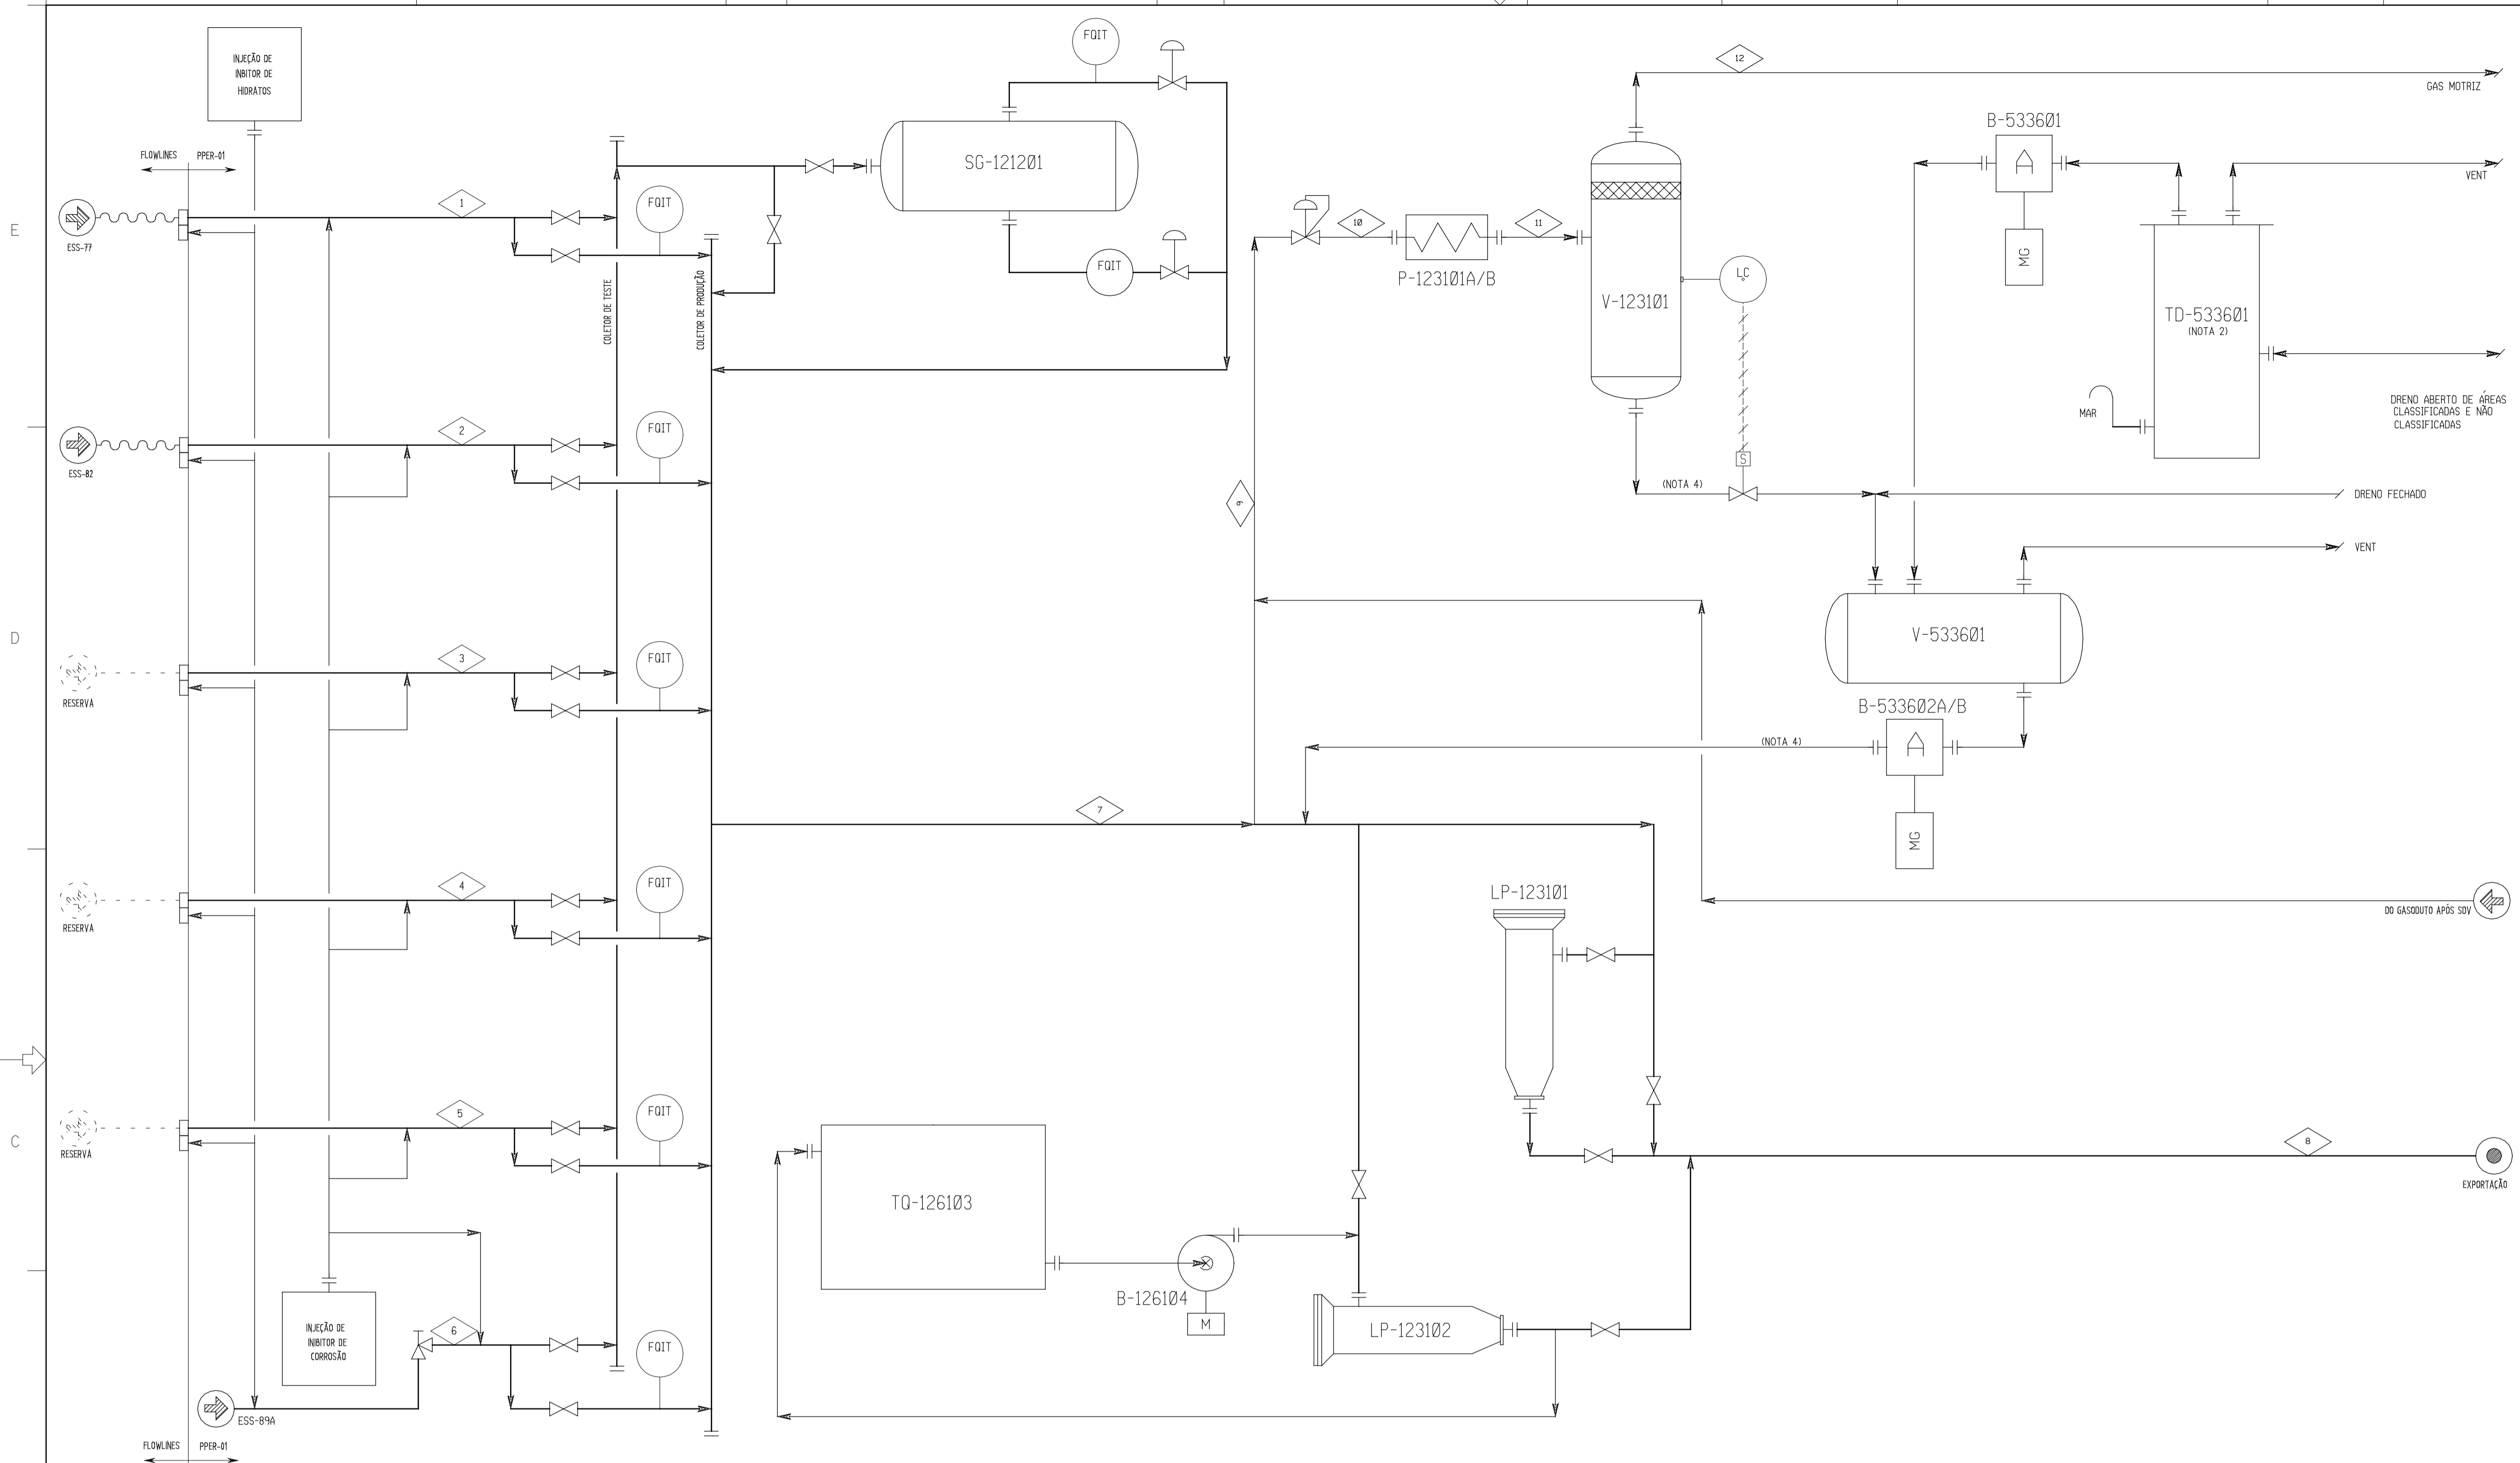 INJEÇÃO DE
INBITOR DE
HIDRATOS
FLOWLINES
PPER-01
ESS-77
1
FQIT
COLETOR DE TESTE
COLETOR DE PRODUÇÃO
SG-121201
FQIT
FQIT
12
GAS MOTRIZ
B-533601
MG
VENT
10
11
P-123101A/B
V-123101
LC
S
TD-533601
(NOTA 2)
MAR
DRENO ABERTO DE ÁREAS
CLASSIFICADAS E NÃO
CLASSIFICADAS
E
ESS-82
2
FQIT
9
(NOTA 4)
DRENO FECHADO
VENT
V-533601
D
RESERVA
3
FQIT
B-533602A/B
(NOTA 4)
MG
7
RESERVA
4
FQIT
LP-123101
DO GASODUTO APÓS SDV
C
RESERVA
5
FQIT
TQ-126103
8
EXPORTAÇÃO
B-126104
M
LP-123102
INJEÇÃO DE
INIBITOR DE
CORROSÃO
6
FQIT
ESS-89A
FLOWLINES
PPER-01